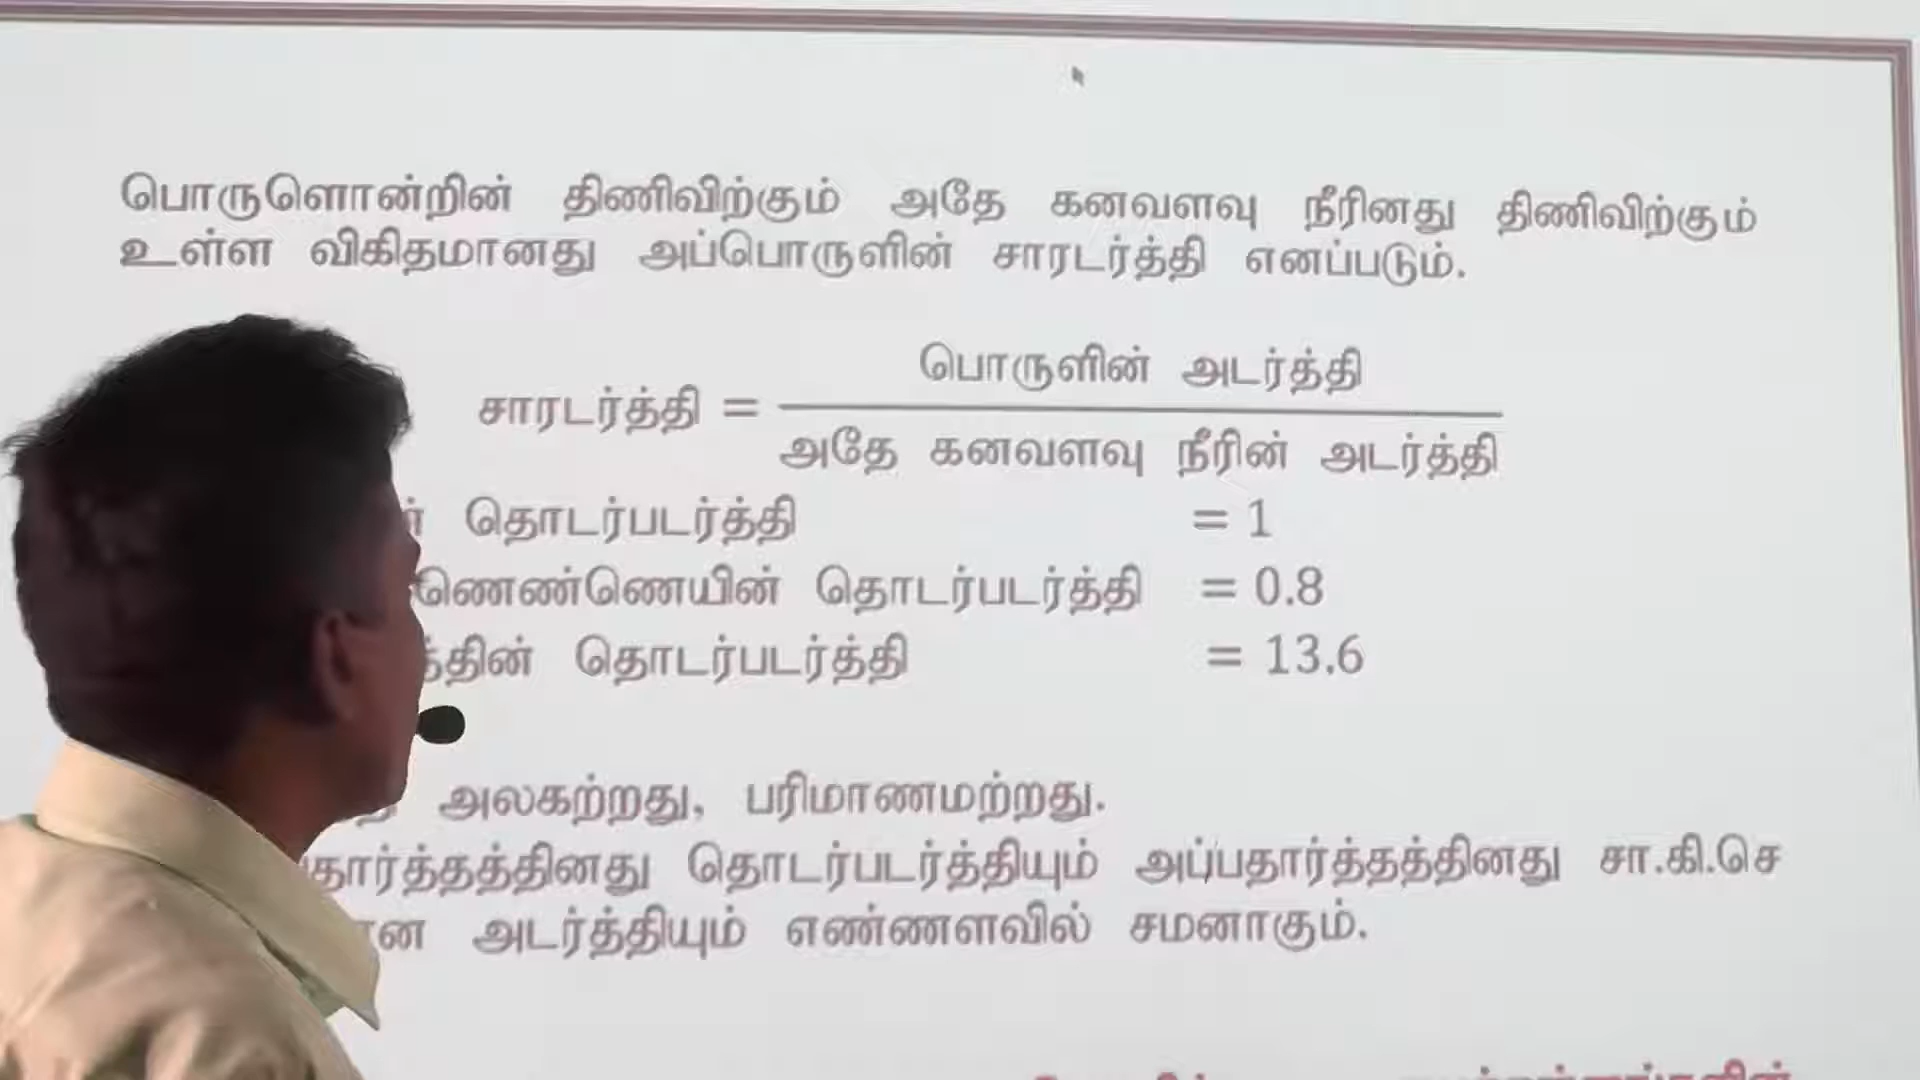 பொருளொன்றின் திணிவிற்கும் அதே கனவளவு நீரினது திணிவிற்கும்
உள்ள விகிதமானது அப்பொருளின் சாரடர்த்தி எனப்படும்.
சாரடர்த்தி = பொருளின் அடர்த்தி
அதே கனவளவு நீரின் அடர்த்தி
தொடர்படர்த்தி = 1
தொடர்படர்த்தி = 0.8
தொடர்படர்த்தி = 13.6
அலகற்றது, பரிமாணமற்றது.
தொடர்படர்த்தியும் அப்பதார்த்தத்தினது சா.கி.செ
அடர்த்தியும் எண்ணளவில் சமனாகும்.